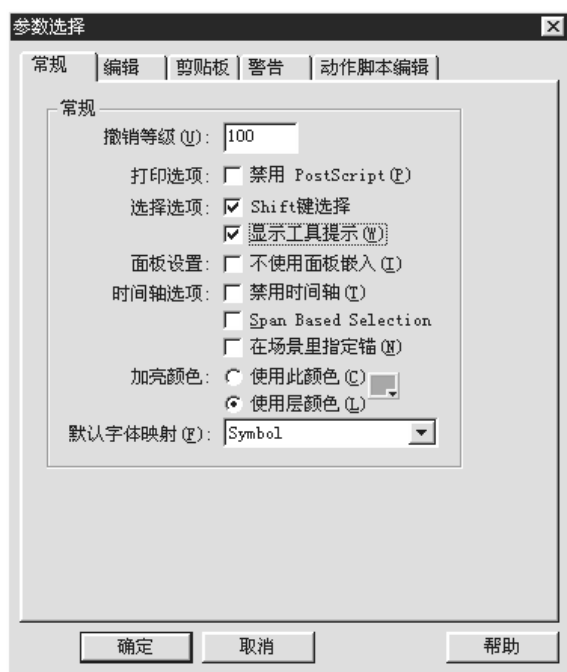 参数选择
常规 编辑 剪贴板 警告 动作脚本编辑
常规
撤销等级(U): 100
打印选项: 禁用 PostScript(P)
选择选项: Shift键选择
显示工具提示(W)
面板设置: 不使用面板嵌入(I)
时间轴选项: 禁用时间轴(T)
Span Based Selection
在场景里指定锚(N)
加亮颜色: 使用此颜色(C)
使用层颜色(L)
默认字体映射(F): Symbol
确定 取消 帮助